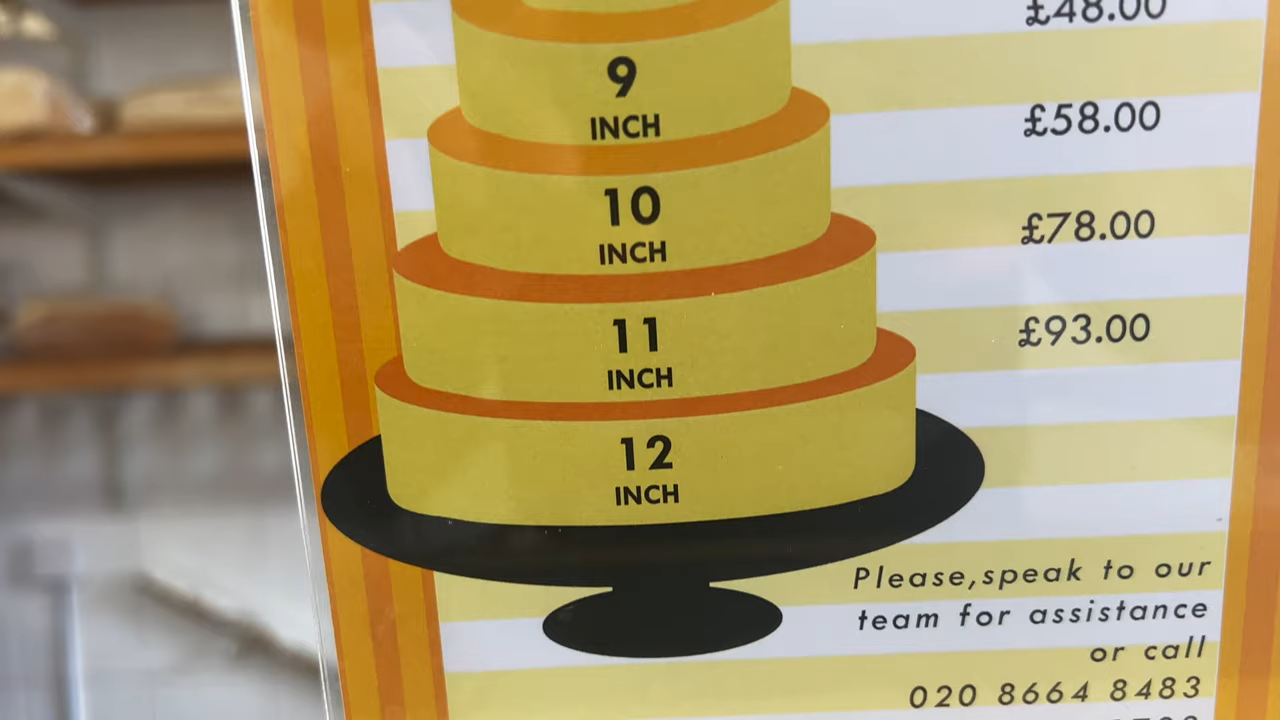 £48.00
9
INCH
£58.00
10
INCH
£78.00
11
INCH
£93.00
12
INCH
Please,speak to our
team for assistance
or call
020 8664 8483